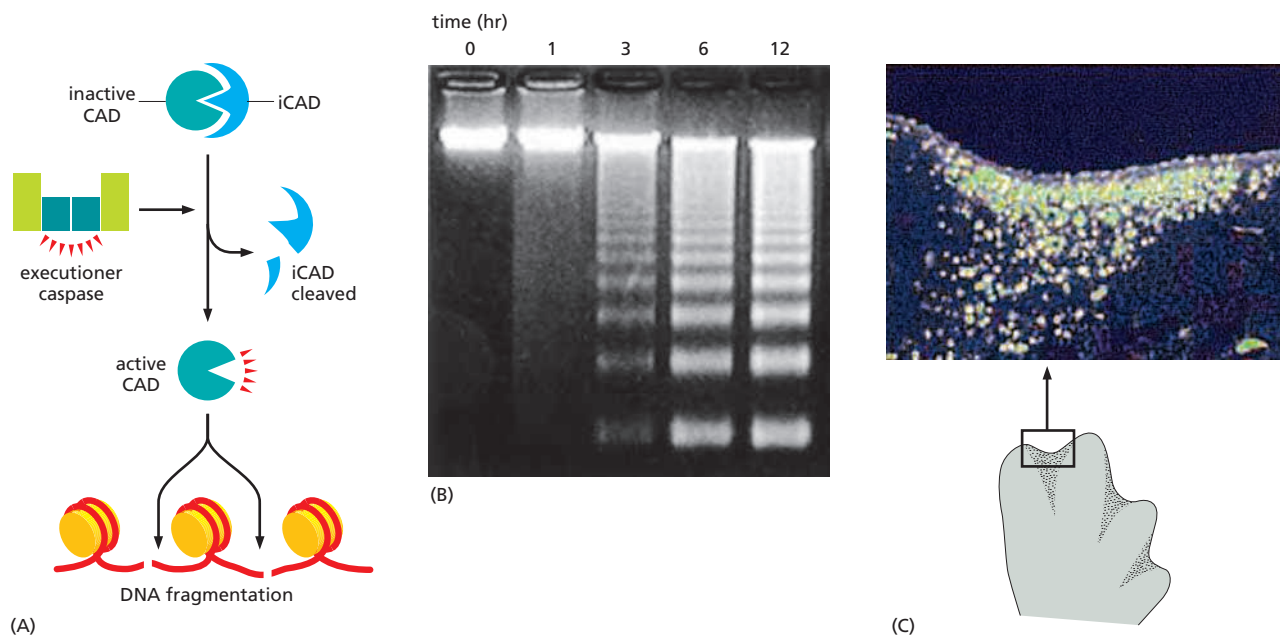 inactive
CAD
iCAD
executioner
caspase
iCAD
cleaved
active
CAD
DNA fragmentation
(A)
time (hr)
0 1 3 6 12
(B)
(C)